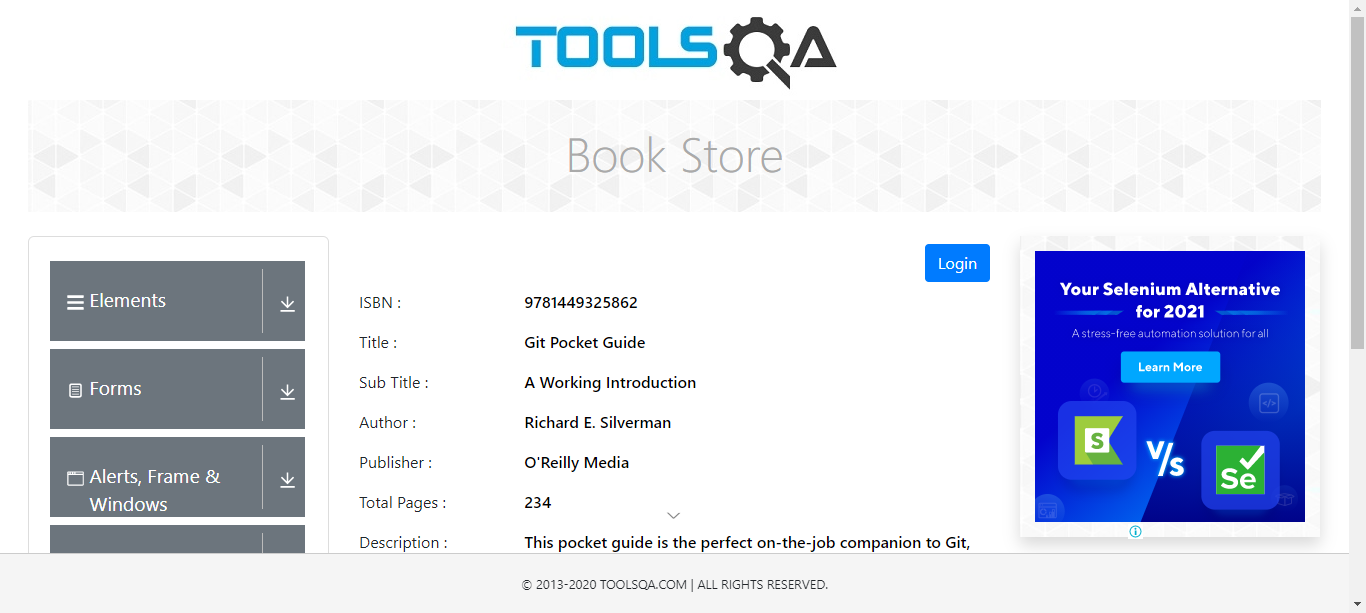 TOOLSQA
Book Store
Login
Elements
Forms
Alerts, Frame &
Windows
ISBN : 9781449325862
Title : Git Pocket Guide
Sub Title : A Working Introduction
Author : Richard E. Silverman
Publisher : O'Reilly Media
Total Pages : 234
Description : This pocket guide is the perfect on-the-job companion to Git,
Your Selenium Alternative
for 2021
A stress-free automation solution for all
Learn More
S
V/s
Se
© 2013-2020 TOOLSQA.COM | ALL RIGHTS RESERVED.